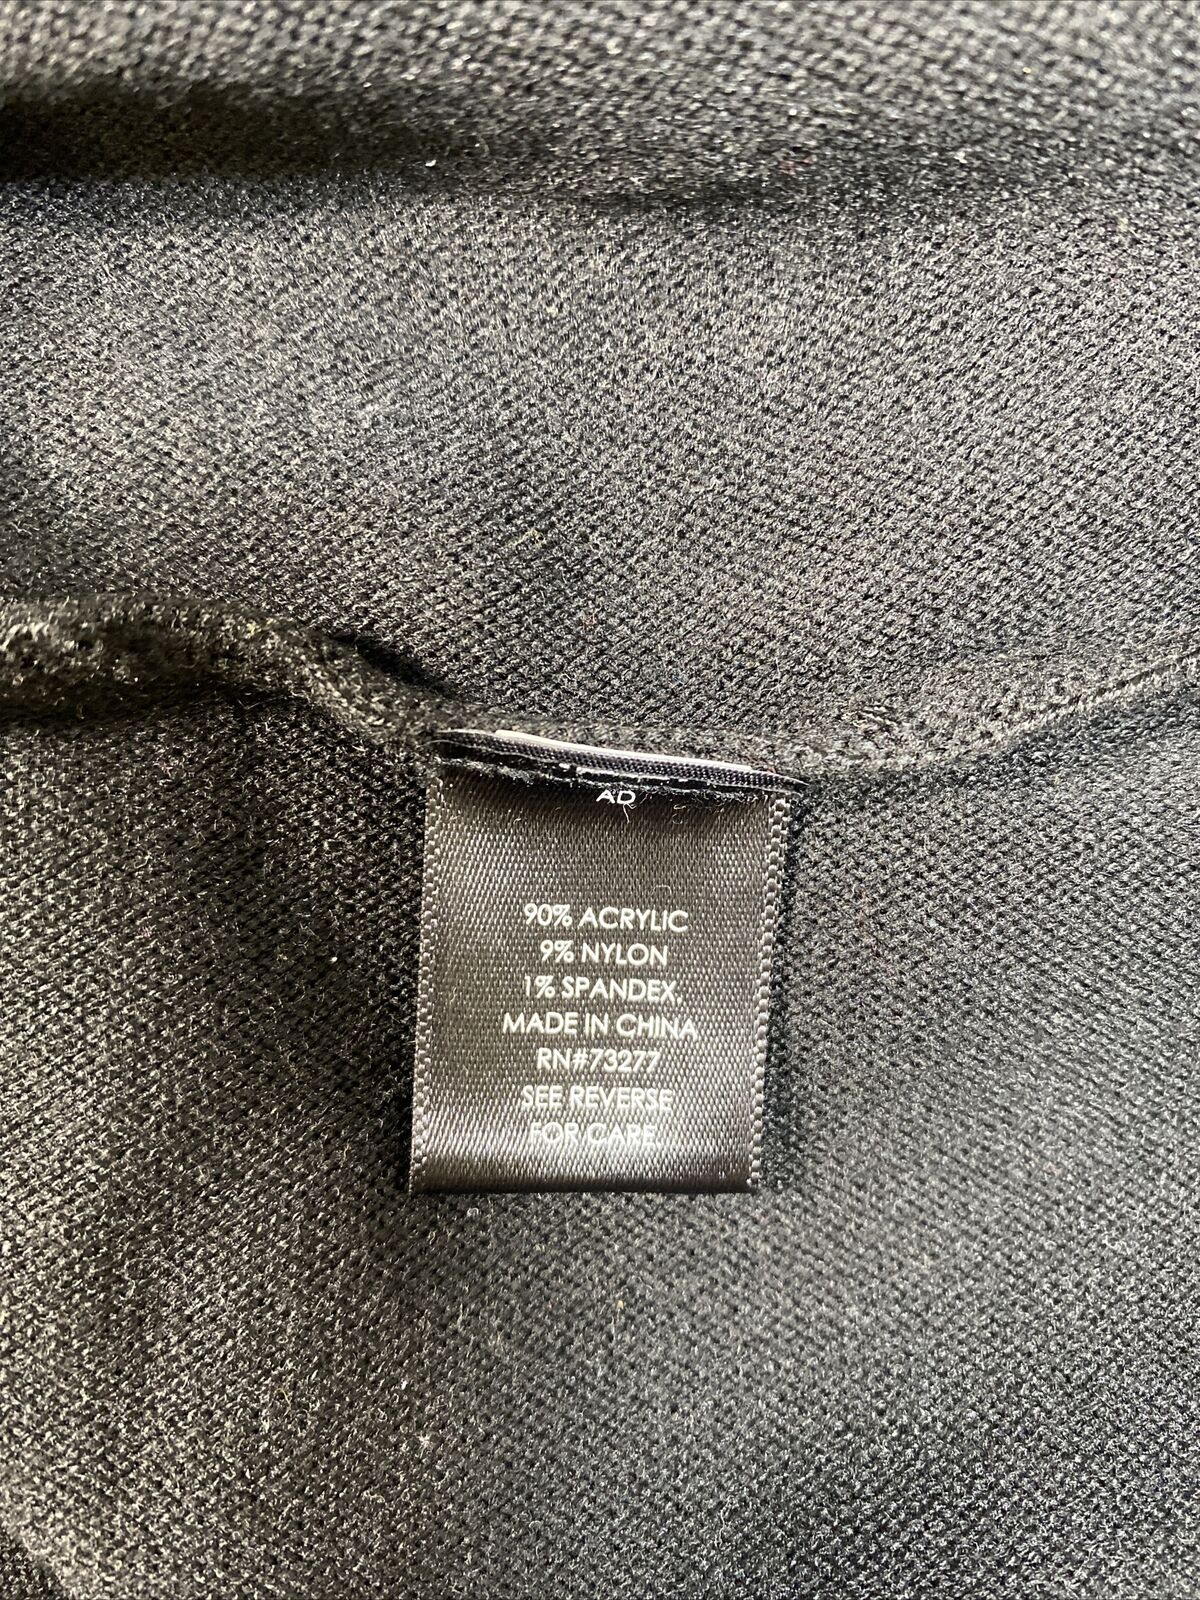 AD
90% ACRYLIC
9% NYLON
1% SPANDEX.
MADE IN CHINA
RN#73277
SEE REVERSE
FOR CARE.